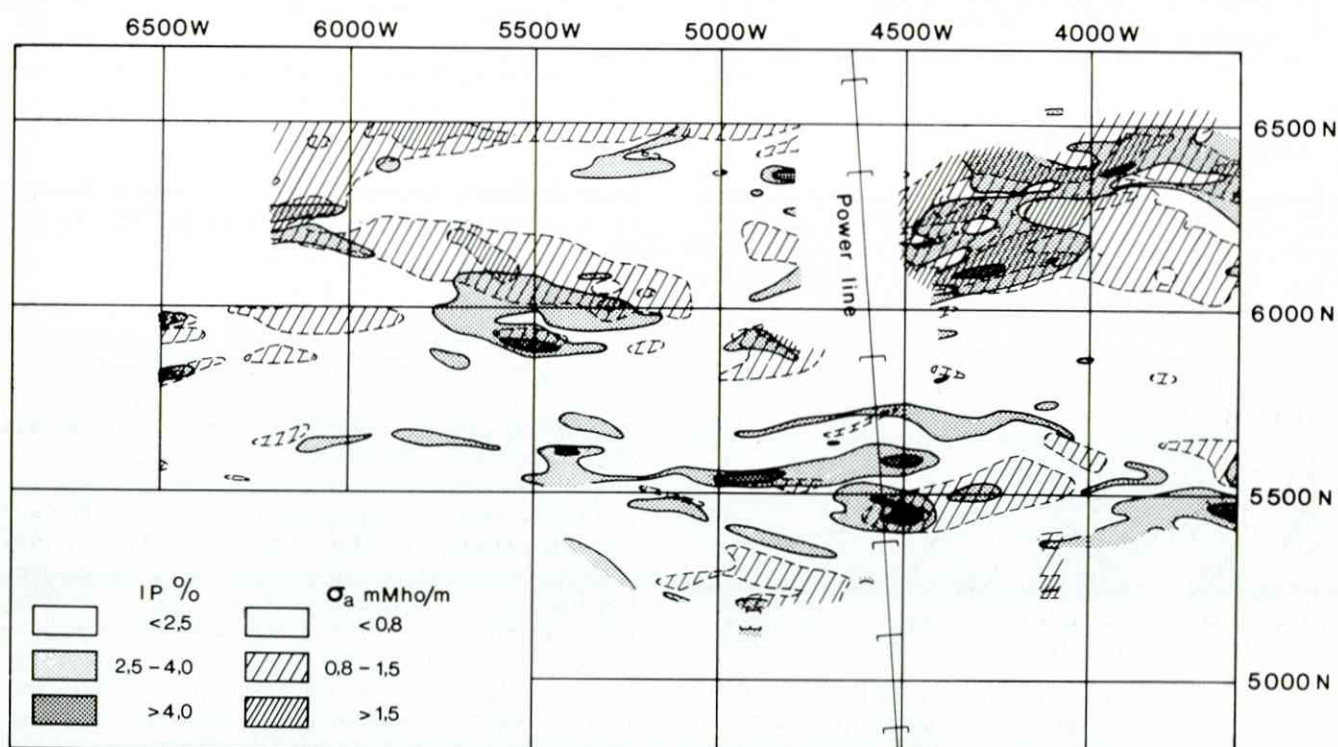 6500W 6000W 5500W 5000W 4500W 4000W
6500 N
Power line
6000 N
5500 N
IP % σa mMho/m
<2,5 <0,8
2,5 – 4,0 0,8 – 1,5
5000 N
>4,0 >1,5